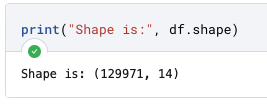 print("Shape is:", df.shape)
Shape is: (129971, 14)